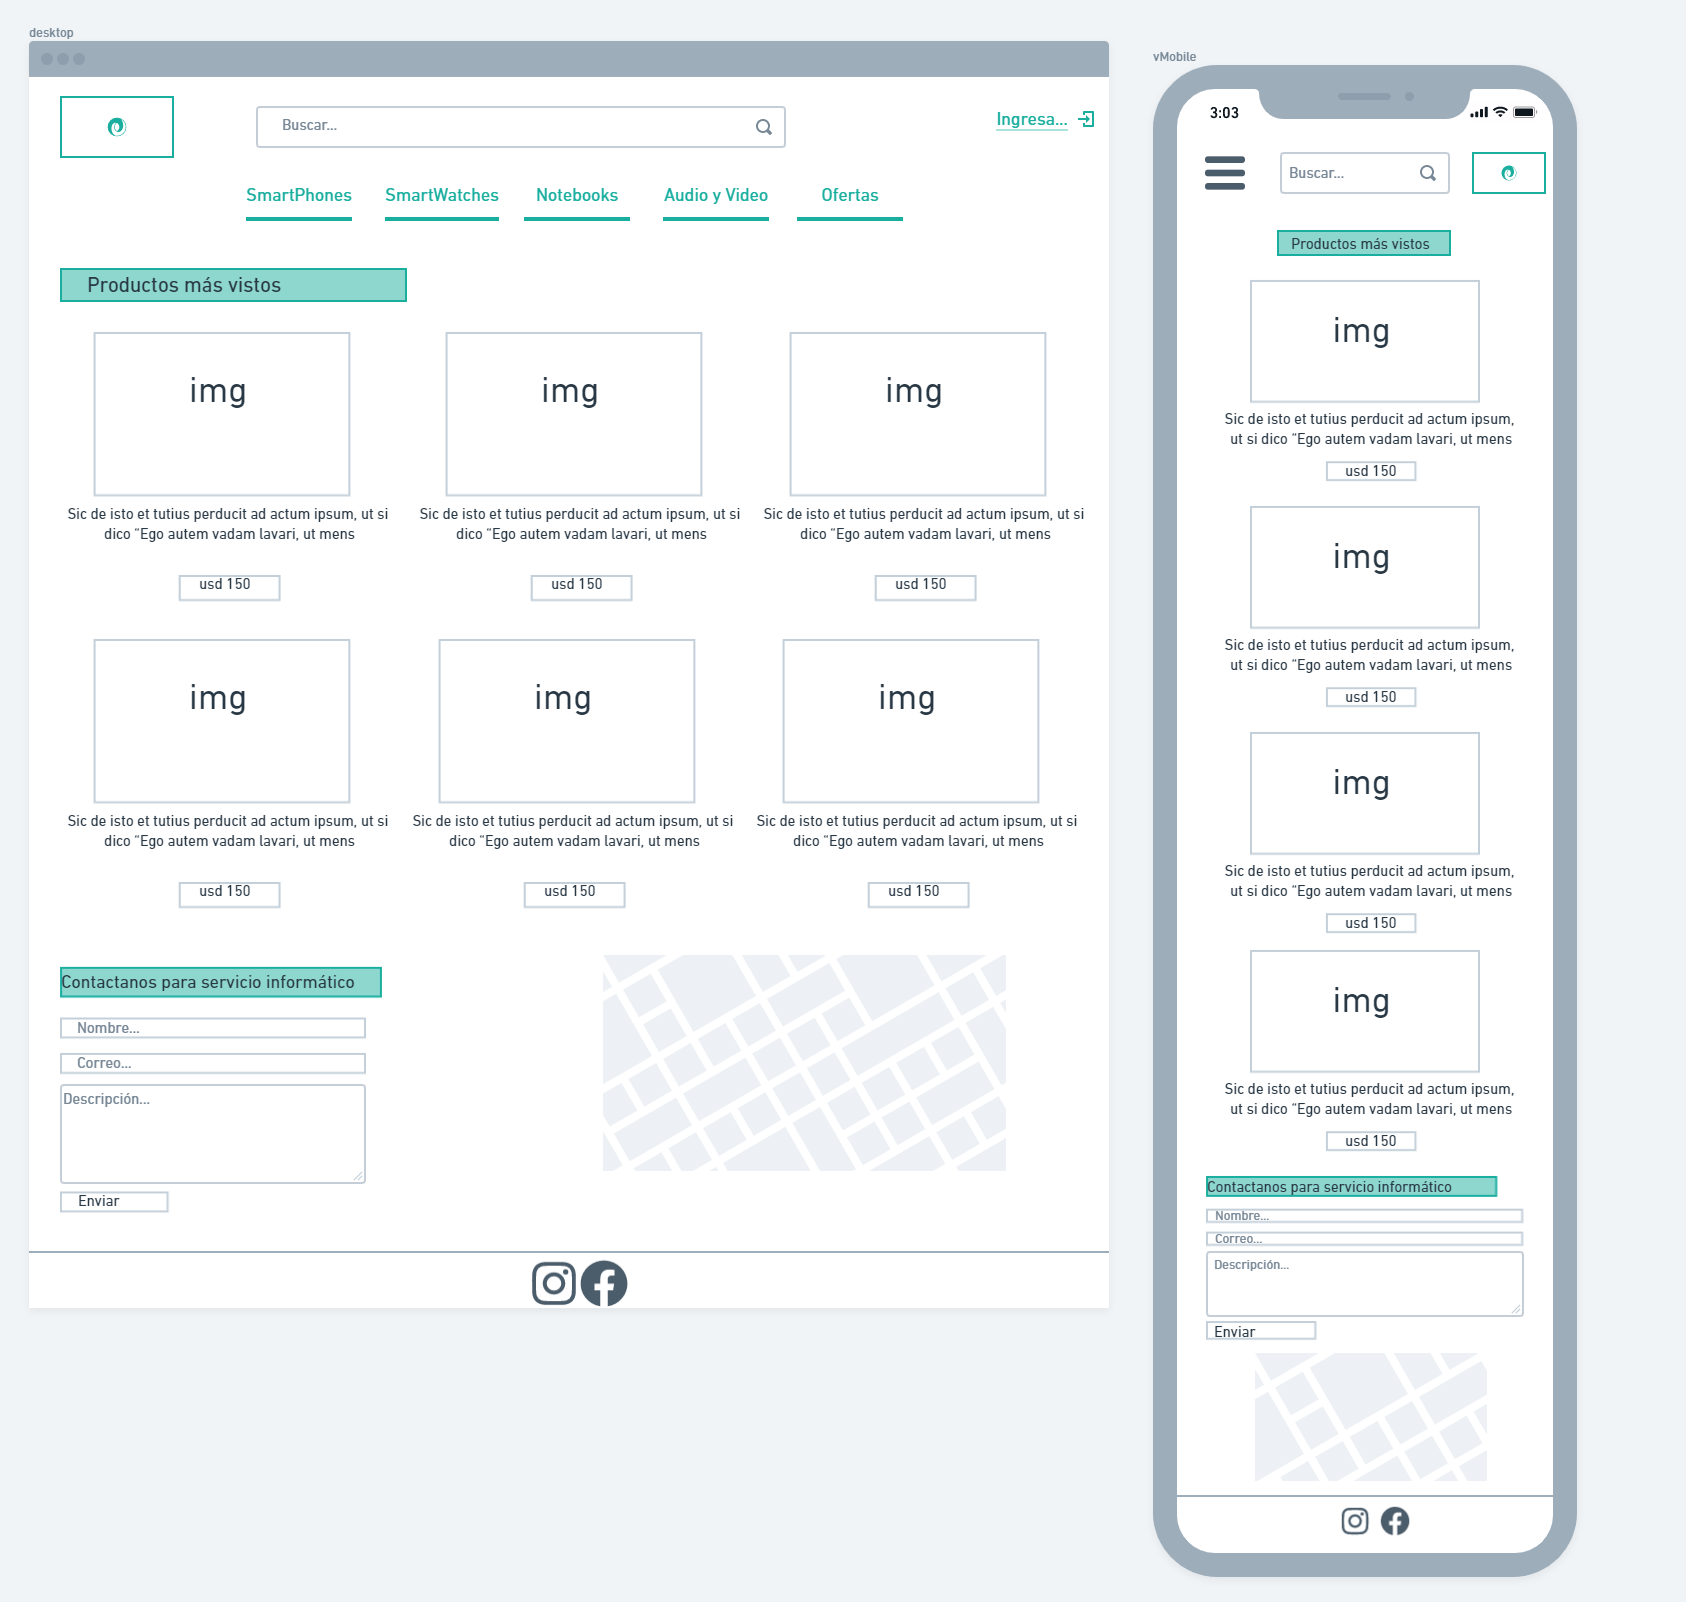 desktop
Buscar...
Ingresa...
SmartPhones SmartWatches Notebooks Audio y Video Ofertas
Productos más vistos
img img img
Sic de isto et tutius perducit ad actum ipsum, ut si
dico “Ego autem vadam lavari, ut mens
Sic de isto et tutius perducit ad actum ipsum, ut si
dico “Ego autem vadam lavari, ut mens
Sic de isto et tutius perducit ad actum ipsum, ut si
dico “Ego autem vadam lavari, ut mens
usd 150 usd 150 usd 150
img img img
Sic de isto et tutius perducit ad actum ipsum, ut si
dico “Ego autem vadam lavari, ut mens
Sic de isto et tutius perducit ad actum ipsum, ut si
dico “Ego autem vadam lavari, ut mens
Sic de isto et tutius perducit ad actum ipsum, ut si
dico “Ego autem vadam lavari, ut mens
usd 150 usd 150 usd 150
Contactanos para servicio informático
Nombre...
Correo...
Descripción...
Enviar
vMobile
3:03
Buscar...
Productos más vistos
img
Sic de isto et tutius perducit ad actum ipsum,
ut si dico “Ego autem vadam lavari, ut mens
usd 150
img
Sic de isto et tutius perducit ad actum ipsum,
ut si dico “Ego autem vadam lavari, ut mens
usd 150
img
Sic de isto et tutius perducit ad actum ipsum,
ut si dico “Ego autem vadam lavari, ut mens
usd 150
img
Sic de isto et tutius perducit ad actum ipsum,
ut si dico “Ego autem vadam lavari, ut mens
usd 150
Contactanos para servicio informático
Nombre...
Correo...
Descripción...
Enviar